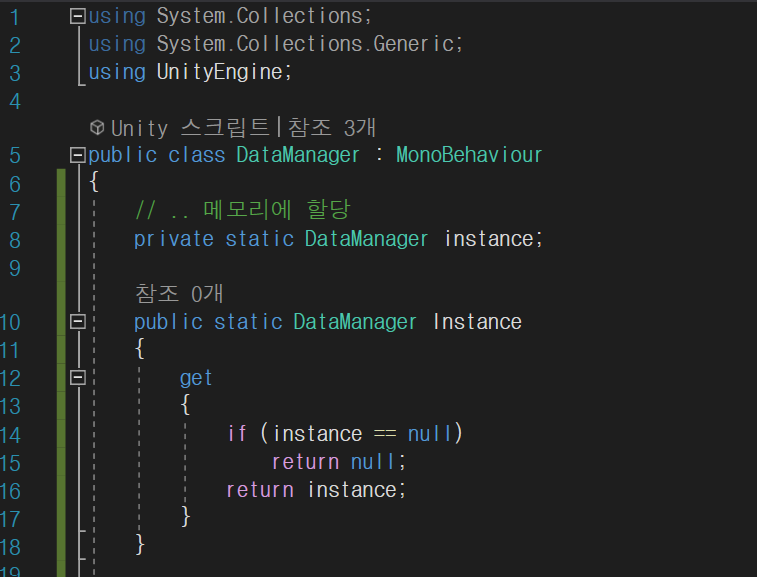 1 using System.Collections;
2 using System.Collections.Generic;
3 using UnityEngine;
4
Unity 스크립트|참조 3개
5 public class DataManager : MonoBehaviour
6 {
7 // .. 메모리에 할당
8 private static DataManager instance;
9
참조 0개
10 public static DataManager Instance
11 {
12 get
13 {
14 if (instance == null)
15 return null;
16 return instance;
17 }
18 }
19